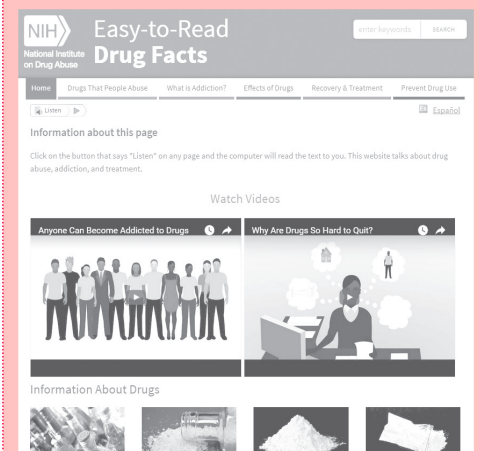 NIH
National Institute
on Drug Abuse
Easy-to-Read
Drug Facts
enter keywords
SEARCH
Home Drugs That People Abuse What is Addiction? Effects of Drugs Recovery & Treatment Prevent Drug Use
Listen
Español
Information about this page
Click on the button that says "Listen" on any page and the computer will read the text to you. This website talks about drug
abuse, addiction, and treatment.
Watch Videos
Anyone Can Become Addicted to Drugs
Why Are Drugs So Hard to Quit?
Information About Drugs